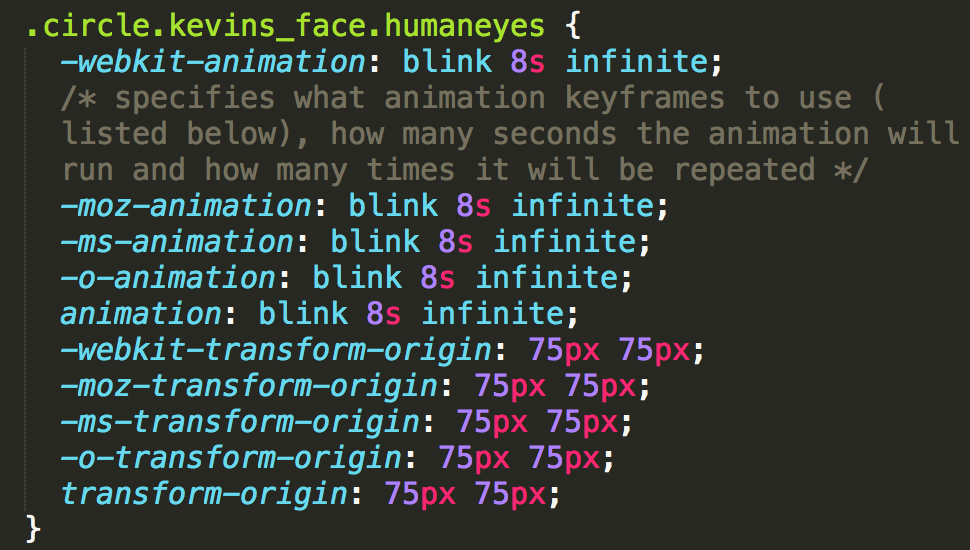 .circle.kevins_face.humaneyes {
-webkit-animation: blink 8s infinite;
/* specifies what animation keyframes to use (
listed below), how many seconds the animation will
run and how many times it will be repeated */
-moz-animation: blink 8s infinite;
-ms-animation: blink 8s infinite;
-o-animation: blink 8s infinite;
animation: blink 8s infinite;
-webkit-transform-origin: 75px 75px;
-moz-transform-origin: 75px 75px;
-ms-transform-origin: 75px 75px;
-o-transform-origin: 75px 75px;
transform-origin: 75px 75px;
}